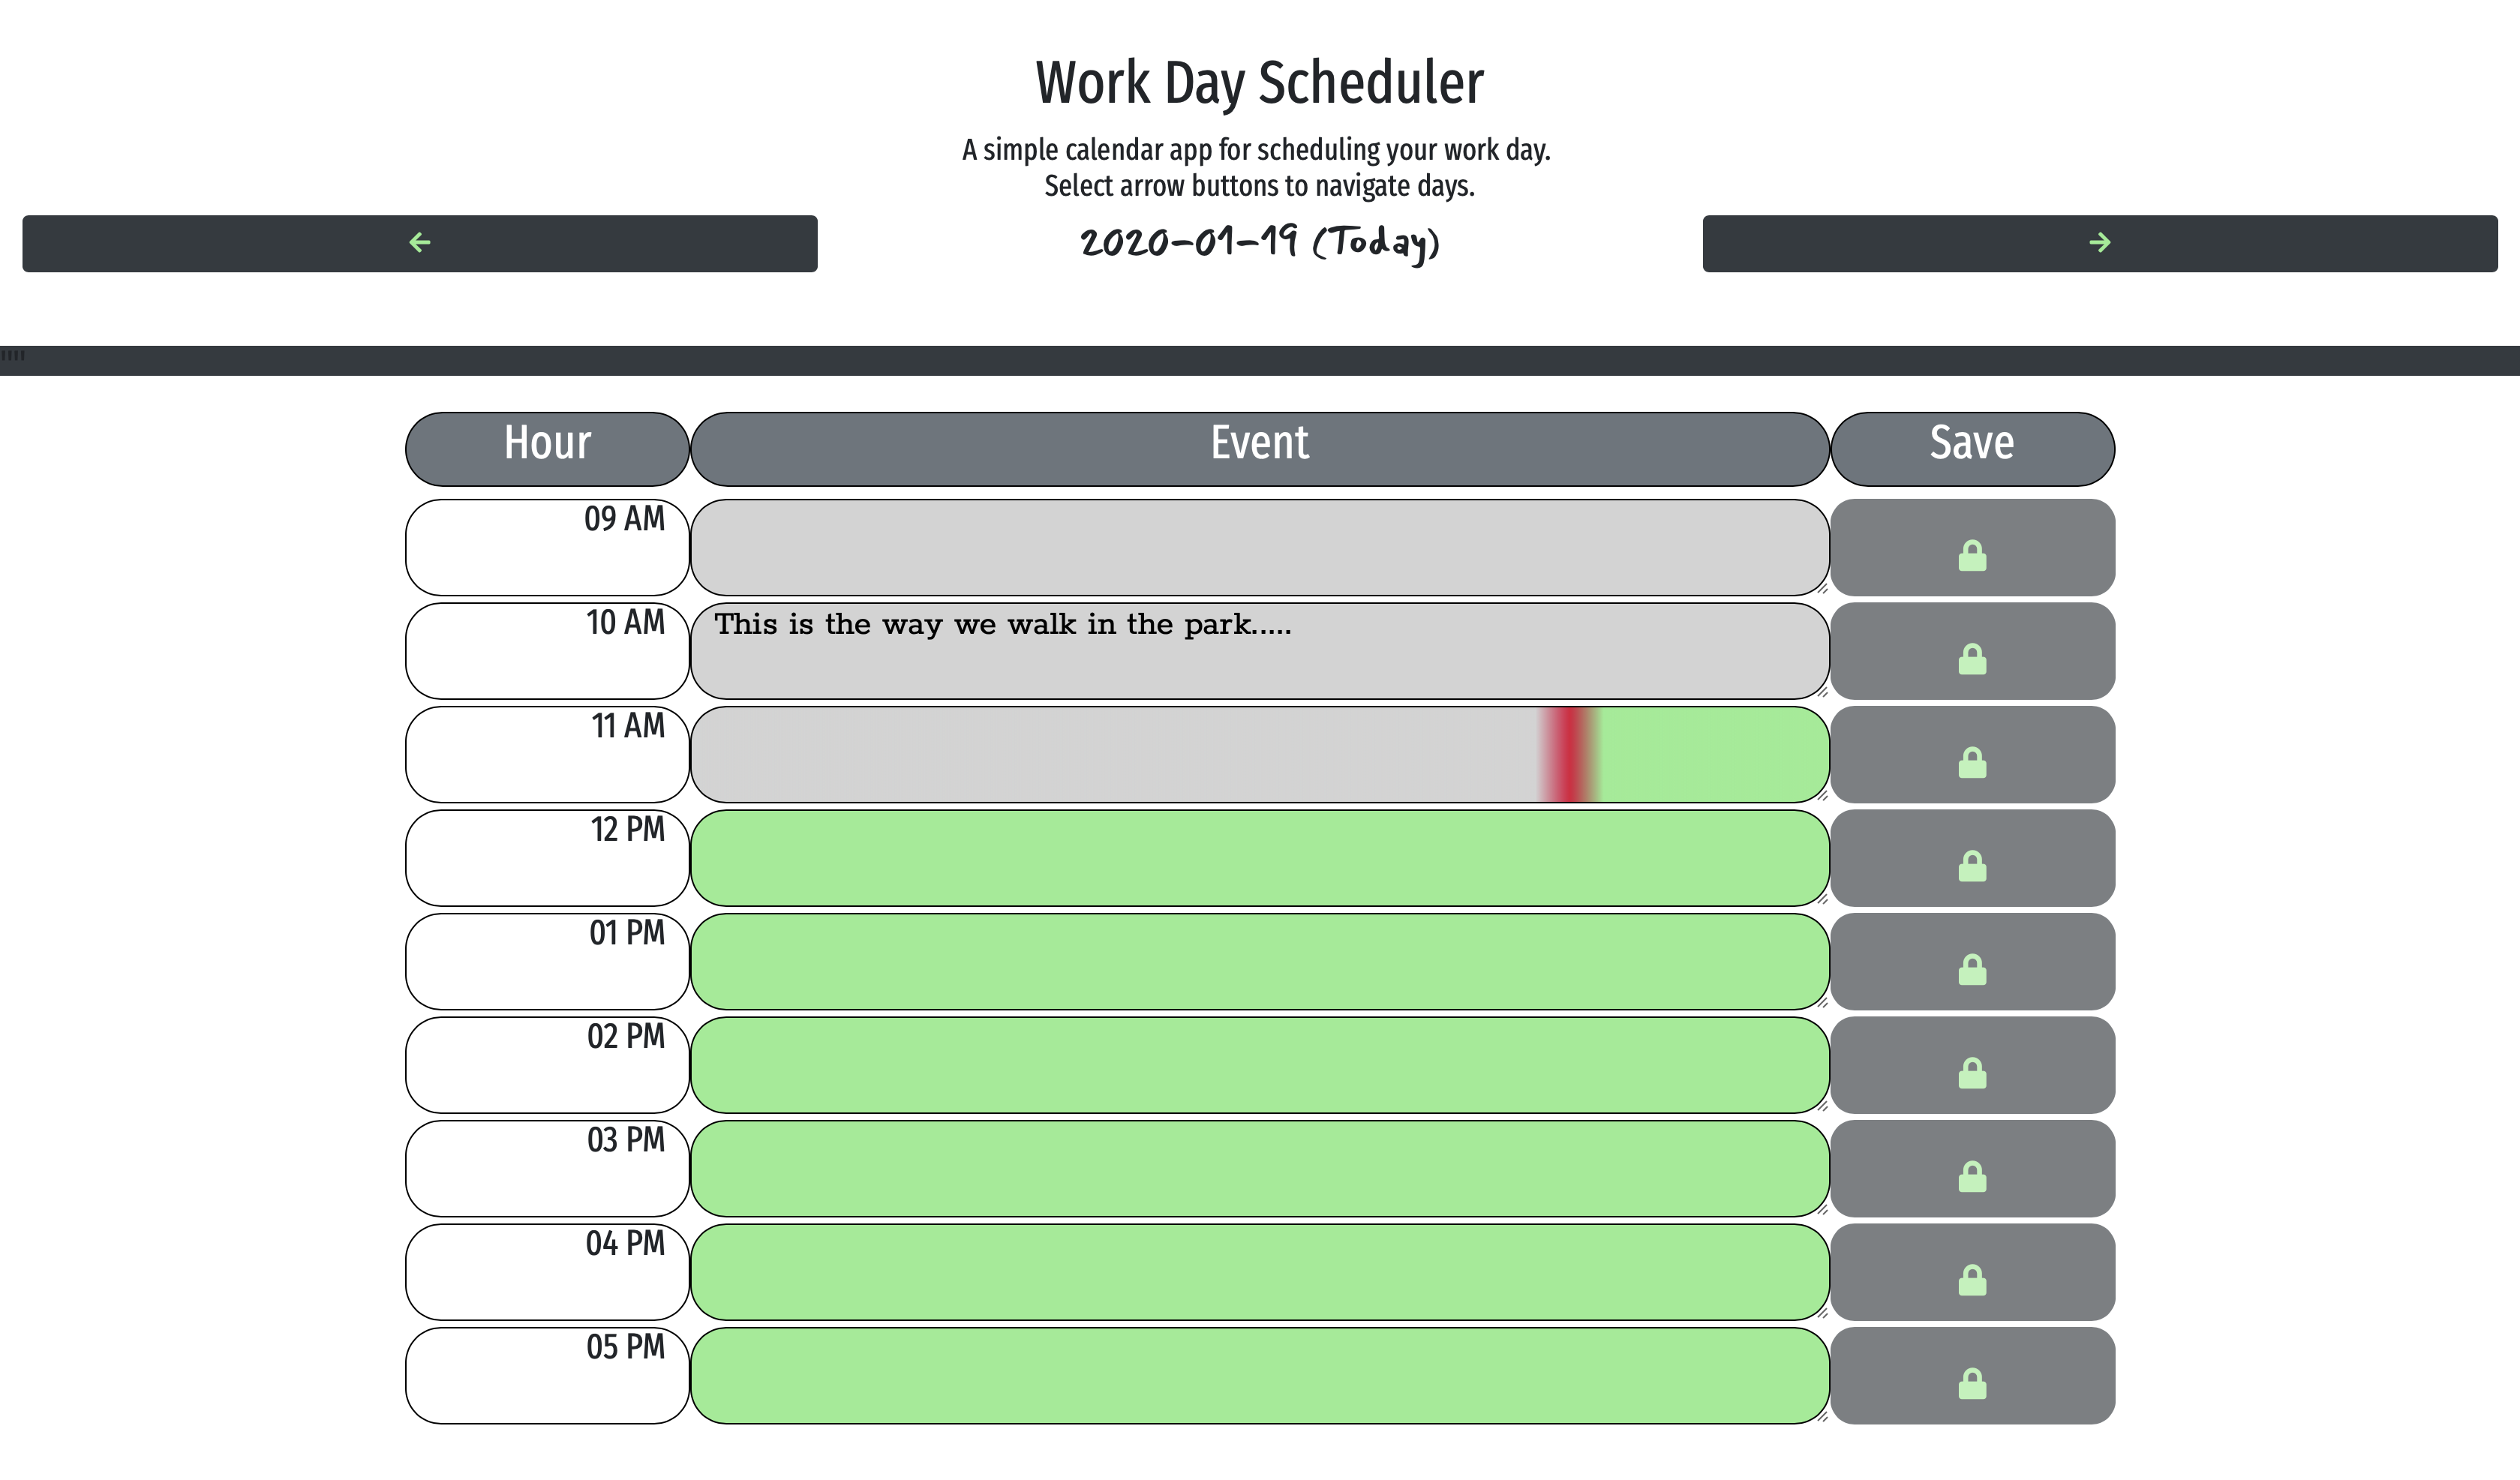 Work Day Scheduler
A simple calendar app for scheduling your work day.
Select arrow buttons to navigate days.
2020-01-19 (Today)
Hour Event Save
09 AM
10 AM This is the way we walk in the park.....
11 AM
12 PM
01 PM
02 PM
03 PM
04 PM
05 PM